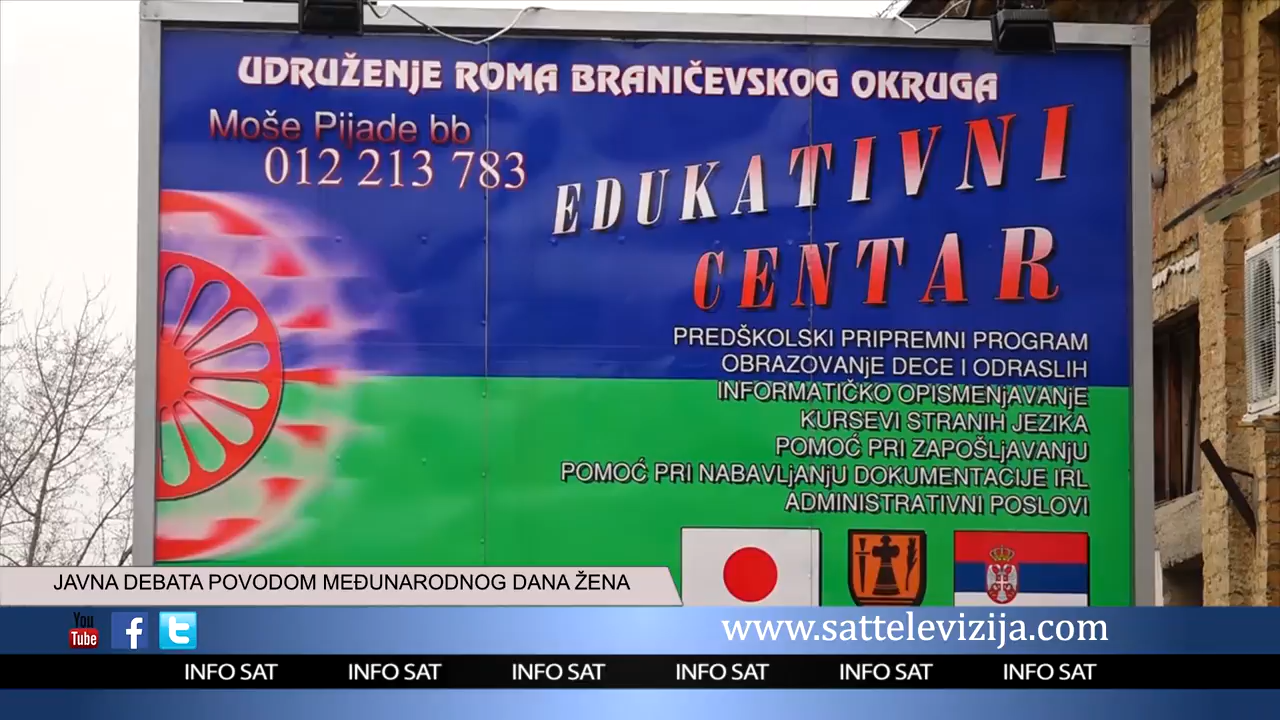 UDRUŽENjE ROMA BRANIČEVSKOG OKRUGA
Moše Pijade bb
012 213 783
EDUKATIVNI
CENTAR
PREDŠKOLSKI PRIPREMNI PROGRAM
OBRAZOVANjE DECE I ODRASLIH
INFORMATIČKO OPISMENjAVANjE
KURSEVI STRANIH JEZIKA
POMOĆ PRI ZAPOŠLjAVANjU
POMOĆ PRI NABAVLjANjU DOKUMENTACIJE IRL
ADMINISTRATIVNI POSLOVI
JAVNA DEBATA POVODOM MEĐUNARODNOG DANA ŽENA
You
Tube
f
www.sattelevizija.com
INFO SAT INFO SAT INFO SAT INFO SAT INFO SAT INFO SAT